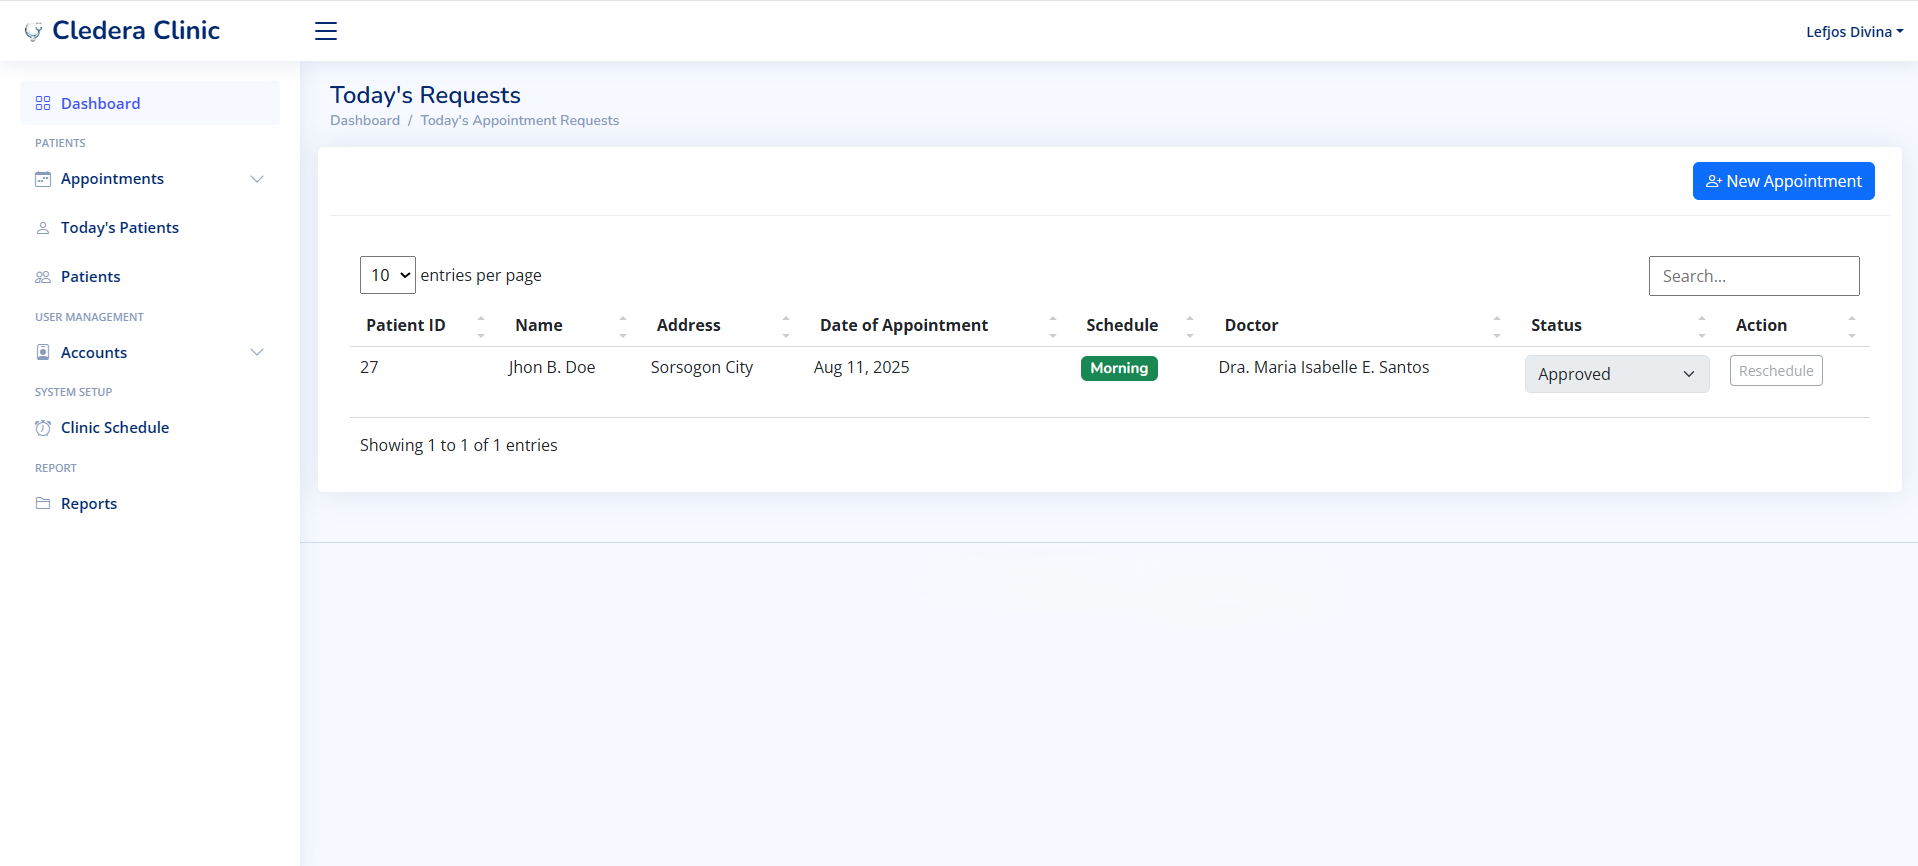 Cledera Clinic
Lefjos Divina
Dashboard
PATIENTS
Appointments
Today's Patients
Patients
USER MANAGEMENT
Accounts
SYSTEM SETUP
Clinic Schedule
REPORT
Reports
Today's Requests
Dashboard / Today's Appointment Requests
New Appointment
10 entries per page
Search...
Patient ID Name Address Date of Appointment Schedule Doctor Status Action
27 Jhon B. Doe Sorsogon City Aug 11, 2025 Morning Dra. Maria Isabelle E. Santos Approved Reschedule
Showing 1 to 1 of 1 entries